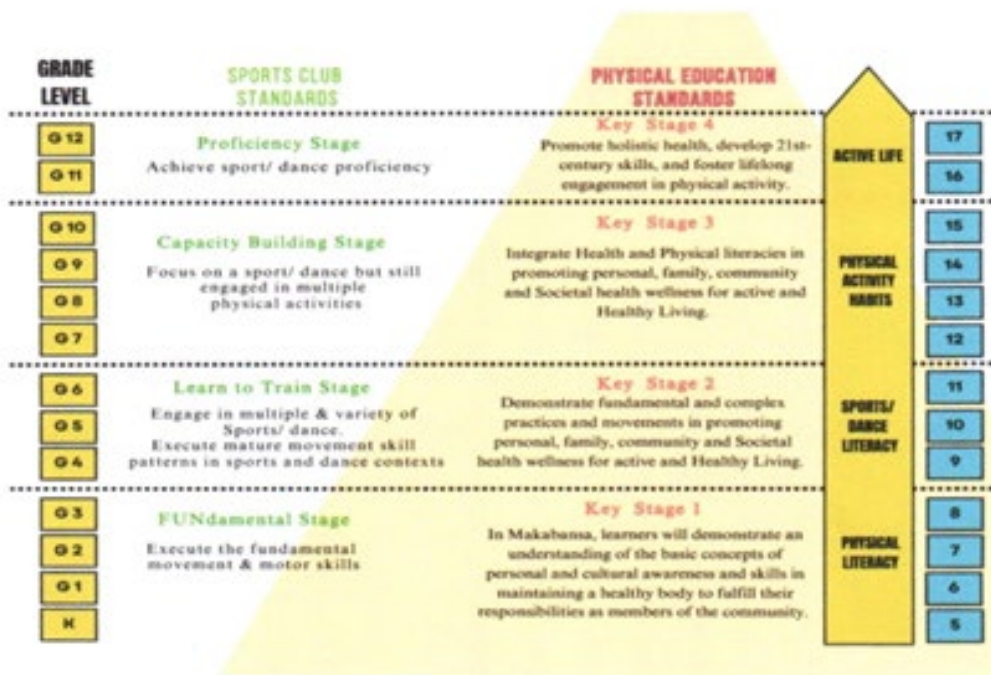 GRADE
LEVEL
SPORTS CLUB
STANDARDS
PHYSICAL EDUCATION
STANDARDS
G 12
G 11
Proficiency Stage
Achieve sport/ dance proficiency
Key Stage 4
Promote holistic health, develop 21st-
century skills, and foster lifelong
engagement in physical activity.
ACTIVE LIFE
17
16
G 10
G 9
G 8
G 7
Capacity Building Stage
Focus on a sport/ dance but still
engaged in multiple
physical activities
Key Stage 3
Integrate Health and Physical literacies in
promoting personal, family, community
and Societal health wellness for active and
Healthy Living.
PHYSICAL
ACTIVITY
HABITS
15
14
13
12
G 6
G 5
G 4
Learn to Train Stage
Engage in multiple & variety of
Sports/ dance.
Execute mature movement skill
patterns in sports and dance contexts
Key Stage 2
Demonstrate fundamental and complex
practices and movements in promoting
personal, family, community and Societal
health wellness for active and Healthy Living.
SPORTS/
DANCE
LITERACY
11
10
9
G 3
G 2
G 1
K
FUNdamental Stage
Execute the fundamental
movement & motor skills
Key Stage 1
In Makabansa, learners will demonstrate an
understanding of the basic concepts of
personal and cultural awareness and skills in
maintaining a healthy body to fulfill their
responsibilities as members of the community.
PHYSICAL
LITERACY
8
7
6
5